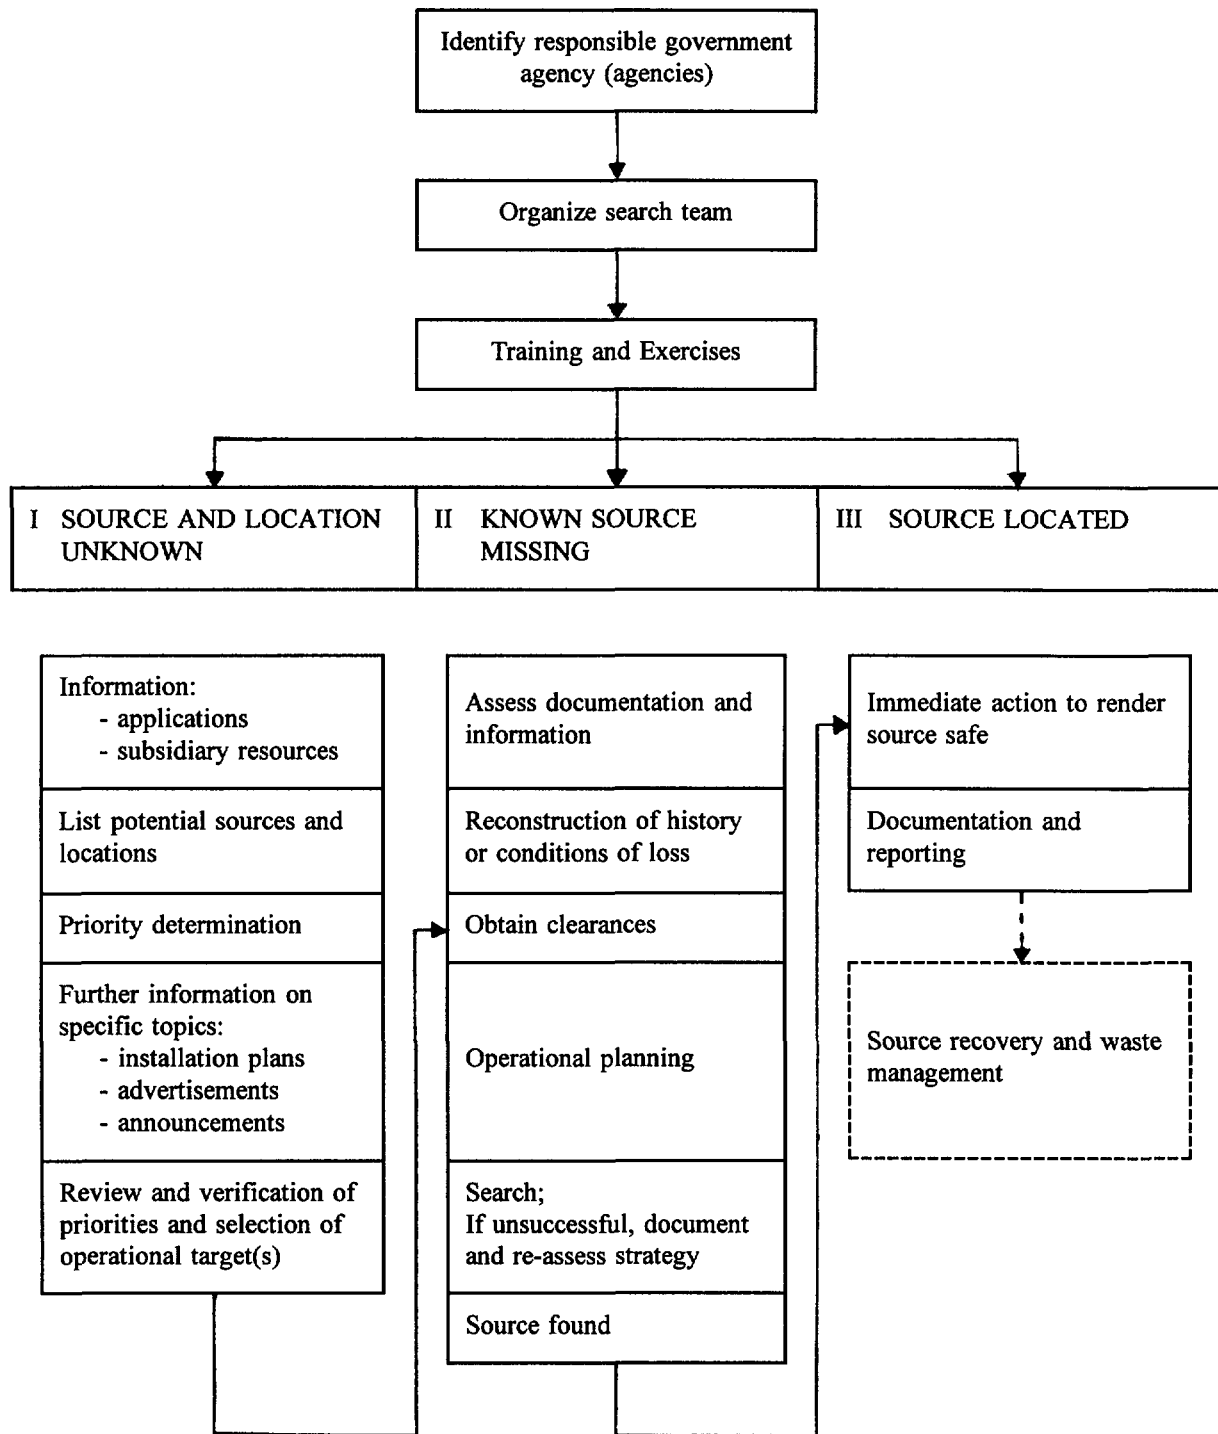 Identify responsible government
agency (agencies)
Organize search team
Training and Exercises
I SOURCE AND LOCATION
UNKNOWN
II KNOWN SOURCE
MISSING
III SOURCE LOCATED
Information:
- applications
- subsidiary resources
List potential sources and
locations
Priority determination
Further information on
specific topics:
- installation plans
- advertisements
- announcements
Review and verification of
priorities and selection of
operational target(s)
Assess documentation and
information
Reconstruction of history
or conditions of loss
Obtain clearances
Operational planning
Search;
If unsuccessful, document
and re-assess strategy
Source found
Immediate action to render
source safe
Documentation and
reporting
Source recovery and waste
management